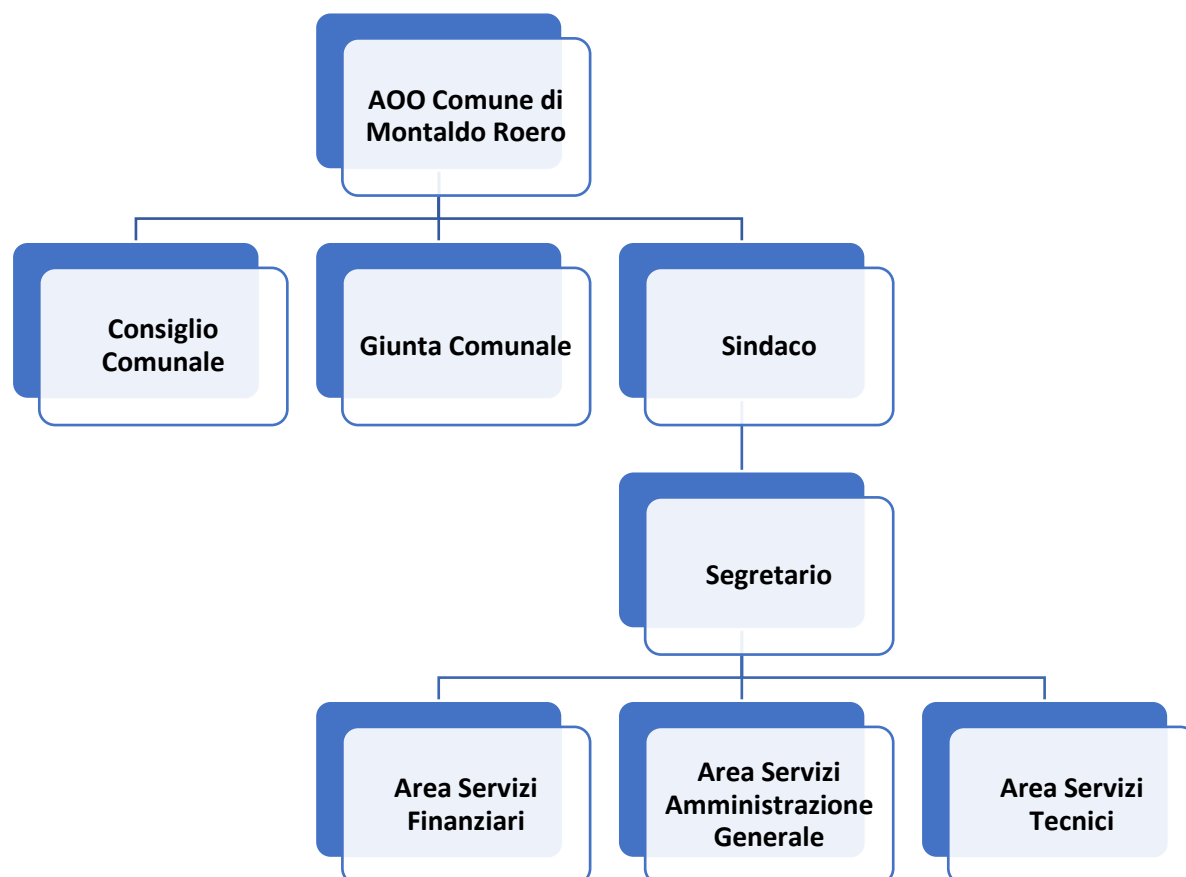 AOO Comune di
Montaldo Roero
Consiglio
Comunale
Giunta Comunale
Sindaco
Segretario
Area Servizi
Finanziari
Area Servizi
Amministrazione
Generale
Area Servizi
Tecnici